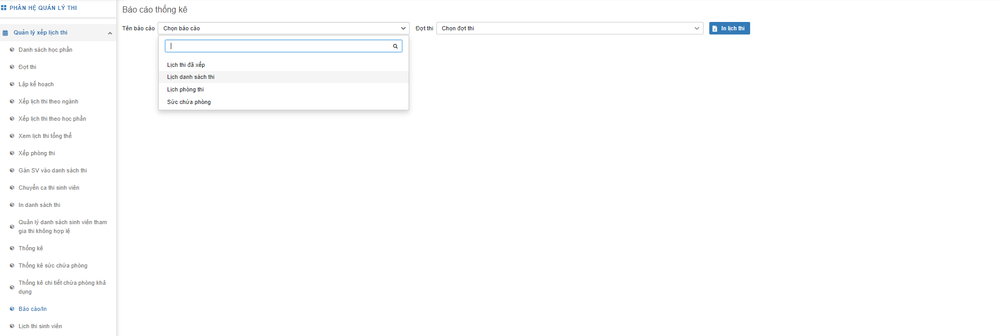 PHÂN HỆ QUẢN LÝ THI
Quản lý xếp lịch thi
Danh sách học phần
Đợt thi
Lập kế hoạch
Xếp lịch thi theo ngành
Xếp lịch thi theo học phần
Xem lịch thi tổng thể
Xếp phòng thi
Gán SV vào danh sách thi
Chuyển ca thi sinh viên
In danh sách thi
Quản lý danh sách sinh viên tham
gia thi không hợp lệ
Thống kê
Thống kê sức chứa phòng
Thống kê chi tiết chứa phòng khả
dụng
Báo cáo/In
Lịch thi sinh viên
Báo cáo thống kê
Tên báo cáo
Chọn báo cáo
Đợt thi
Chọn đợt thi
In lịch thi
Lịch thi đã xếp
Lịch danh sách thi
Lịch phòng thi
Sức chứa phòng